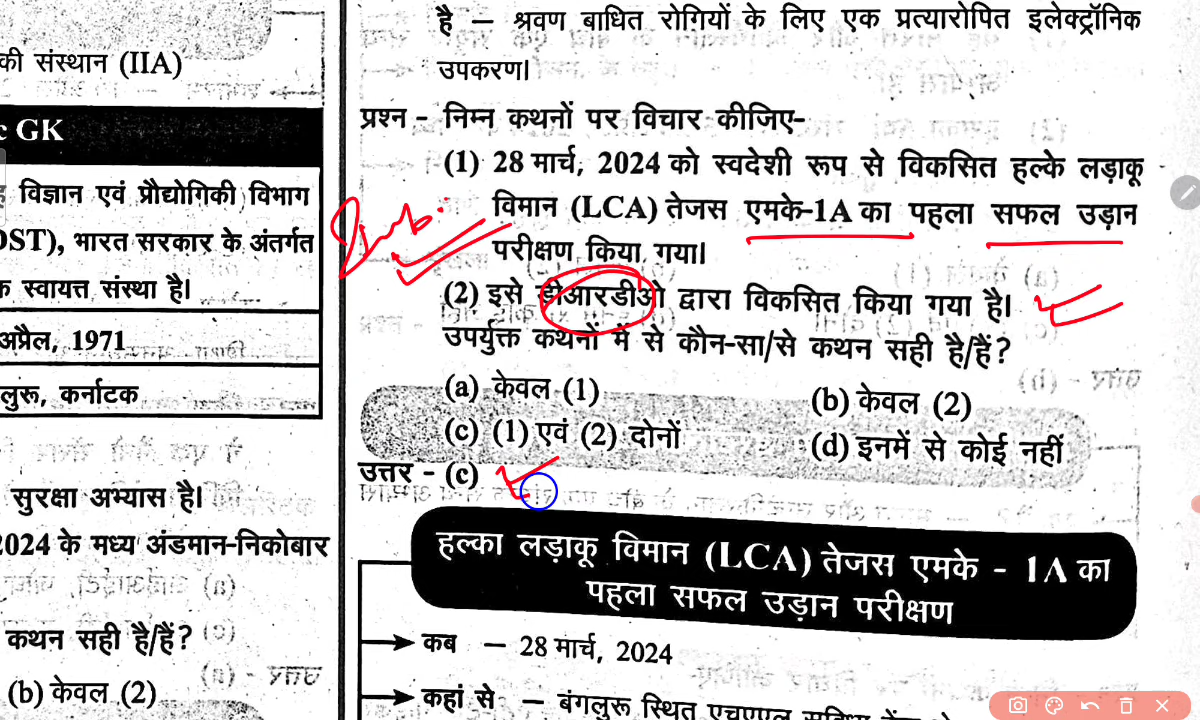 की संस्थान (IIA)
c GK
विज्ञान एवं प्रौद्योगिकी विभाग
OST), भारत सरकार के अंतर्गत
क स्वायत्त संस्था है।
अप्रैल, 1971
लुरू, कर्नाटक
सुरक्षा अभ्यास है।
2024 के मध्य अंडमान-निकोबार
कथन सही है/हैं?
(b) केवल (2)
है – श्रवण बाधित रोगियों के लिए एक प्रत्यारोपित इलेक्ट्रॉनिक
उपकरण।
प्रश्न - निम्न कथनों पर विचार कीजिए-
(1) 28 मार्च, 2024 को स्वदेशी रूप से विकसित हल्के लड़ाकू
विमान (LCA) तेजस एमके-1A का पहला सफल उड़ान
परीक्षण किया गया।
(2) इसे डीआरडीओ द्वारा विकसित किया गया है।
उपर्युक्त कथनों में से कौन-सा/से कथन सही है/हैं?
(a) केवल (1) (b) केवल (2)
(c) (1) एवं (2) दोनों (d) इनमें से कोई नहीं
उत्तर - (c)
हल्का लड़ाकू विमान (LCA) तेजस एमके - 1A का
पहला सफल उड़ान परीक्षण
कब – 28 मार्च, 2024
कहां से – बंगलुरू स्थित एचएएल